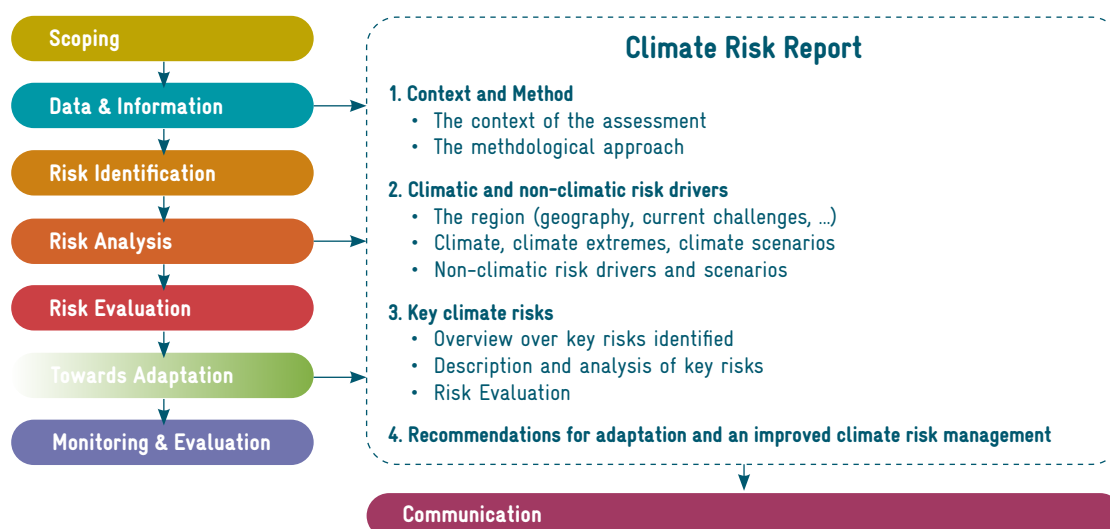 Scoping
Data & Information
Risk Identification
Risk Analysis
Risk Evaluation
Towards Adaptation
Monitoring & Evaluation
Climate Risk Report
1. Context and Method
• The context of the assessment
• The methdological approach
2. Climatic and non-climatic risk drivers
• The region (geography, current challenges, ...)
• Climate, climate extremes, climate scenarios
• Non-climatic risk drivers and scenarios
3. Key climate risks
• Overview over key risks identified
• Description and analysis of key risks
• Risk Evaluation
4. Recommendations for adaptation and an improved climate risk management
Communication